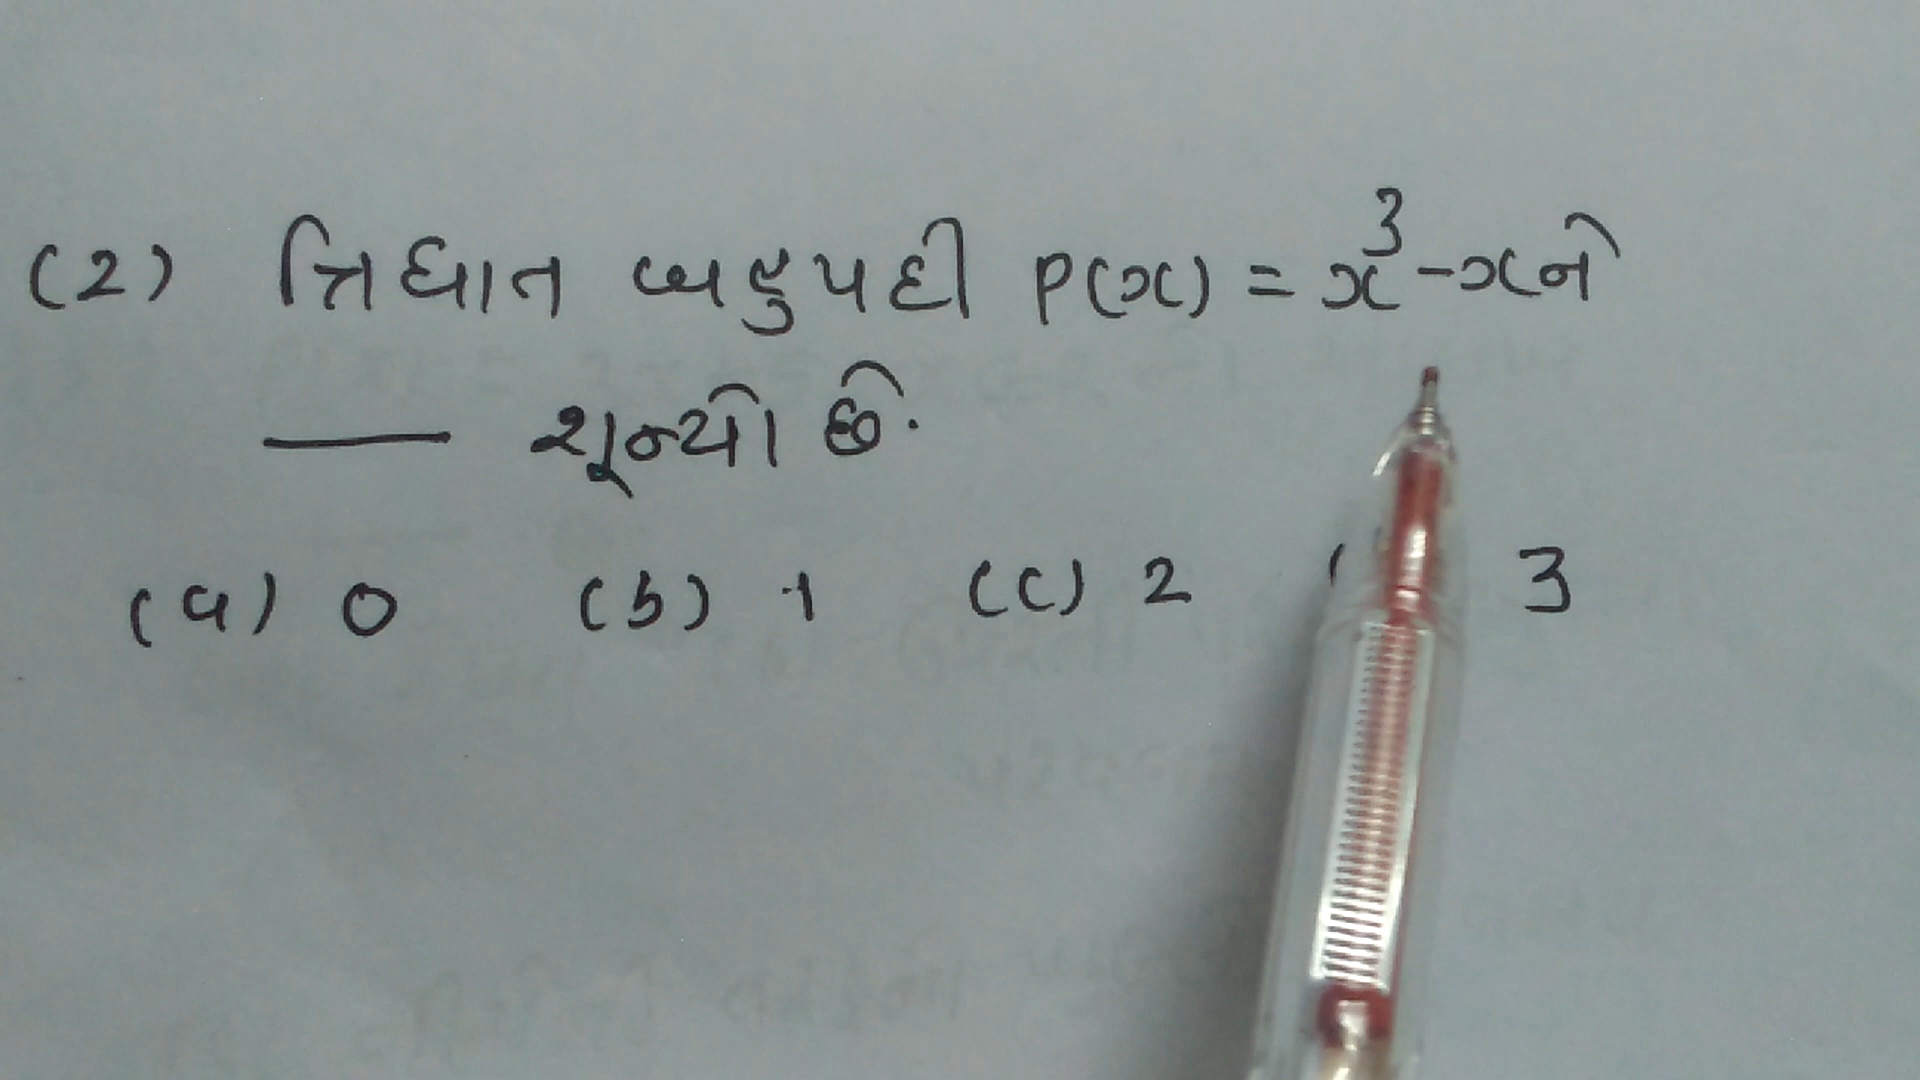 (2) ત્રિઘાત બહુપદી P(x) = x³ - x ને
— શૂન્યો છે.
(a) 0 (b) 1 (c) 2 3